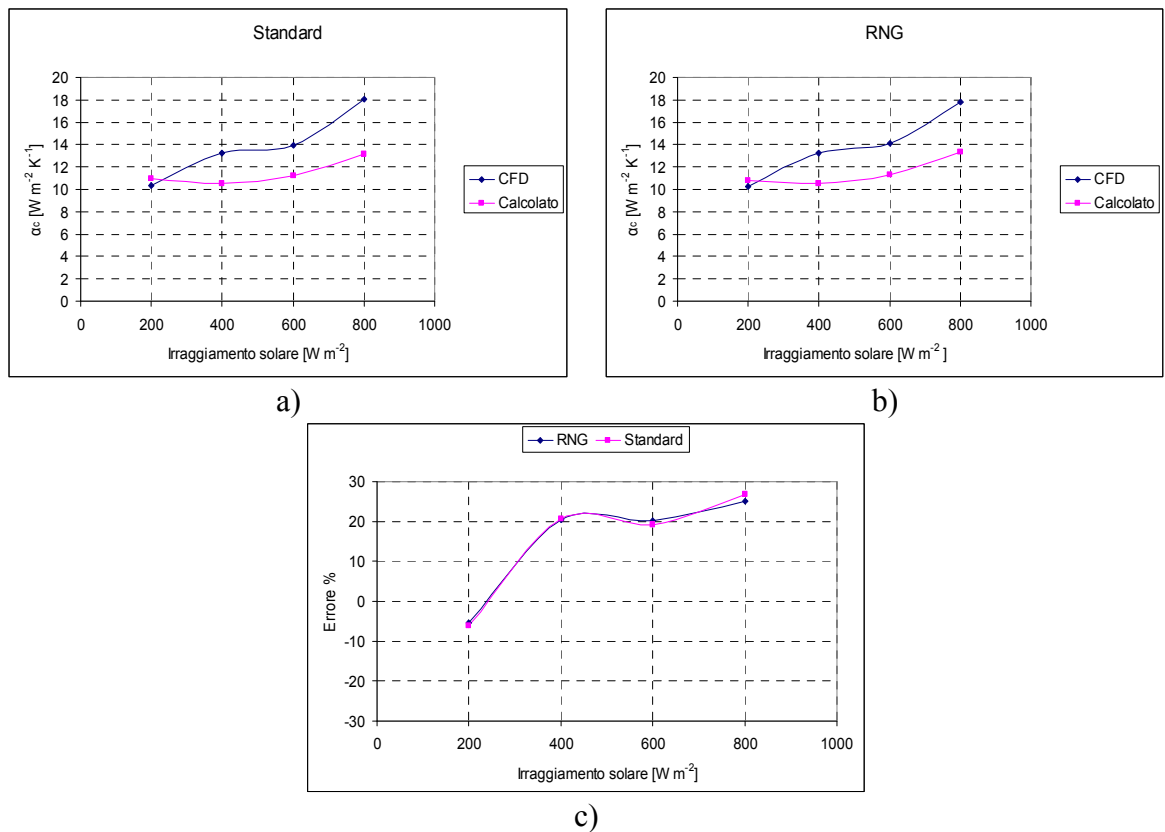 Standard
20
18
16
14
12
10
8
6
4
2
0
αc [W m-2 K-1]
0 200 400 600 800 1000
Irraggiamento solare [W m-2]
CFD
Calcolato
a)
RNG
20
18
16
14
12
10
8
6
4
2
0
αc [W m-2 K-1]
0 200 400 600 800 1000
Irraggiamento solare [W m-2 ]
CFD
Calcolato
b)
RNG Standard
30
20
10
0
-10
-20
-30
Errore %
0 200 400 600 800 1000
Irraggiamento solare [W m-2]
c)